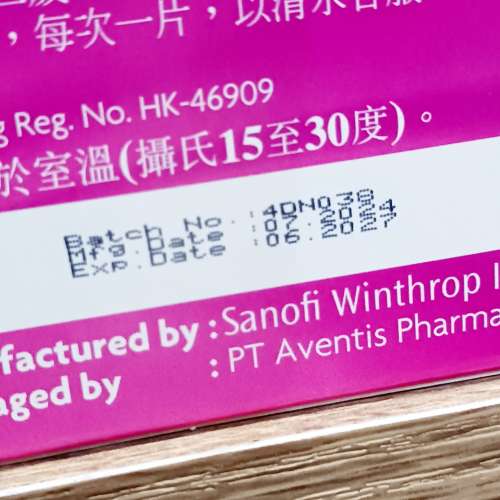 ，每次一片，以清水吞服
g Reg. No. HK-46909
於室溫(攝氏15至30度)。
Batch No. :4DN038
Mfg.Date :07.2024
Exp.Date :06.2027
factured by :Sanofi Winthrop I
aged by :PT Aventis Pharma